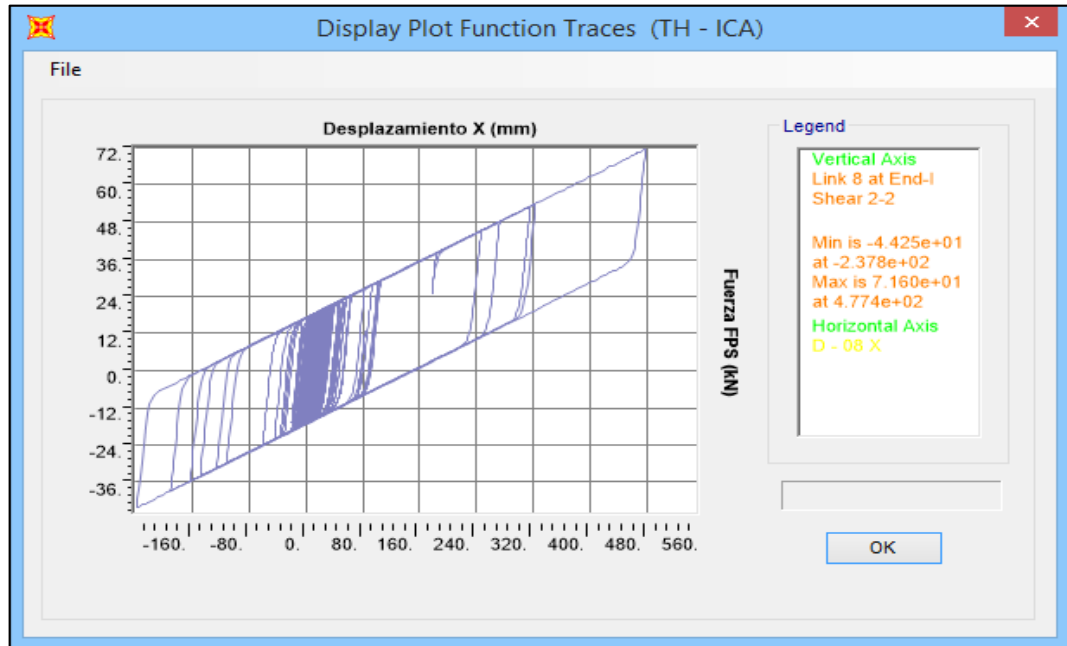 Display Plot Function Traces (TH - ICA)
File
Desplazamiento X (mm)
72.
60.
48.
36.
24.
12.
0.
-12.
-24.
-36.
-160. -80. 0. 80. 160. 240. 320. 400. 480. 560.
Fuerza FPS (kN)
Legend
Vertical Axis
Link 8 at End-I
Shear 2-2
Min is -4.425e+01
at -2.378e+02
Max is 7.160e+01
at 4.774e+02
Horizontal Axis
D - 08 X
OK